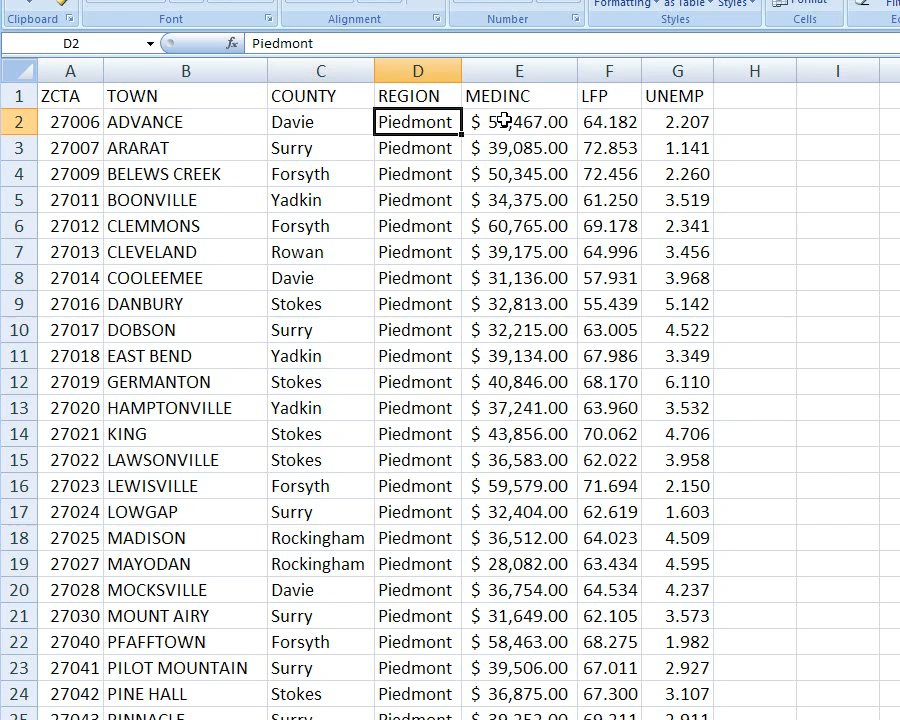 Formatting ▾ as Table ▾ Styles ▾
Clipboard Font Alignment Number Styles Cells
D2 fx Piedmont
A B C D E F G H I
1 ZCTA TOWN COUNTY REGION MEDINC LFP UNEMP
2 27006 ADVANCE Davie Piedmont 64.182 2.207
3 27007 ARARAT Surry Piedmont $ 39,085.00 72.853 1.141
4 27009 BELEWS CREEK Forsyth Piedmont $ 50,345.00 72.456 2.260
5 27011 BOONVILLE Yadkin Piedmont $ 34,375.00 61.250 3.519
6 27012 CLEMMONS Forsyth Piedmont $ 60,765.00 69.178 2.341
7 27013 CLEVELAND Rowan Piedmont $ 39,175.00 64.996 3.456
8 27014 COOLEEMEE Davie Piedmont $ 31,136.00 57.931 3.968
9 27016 DANBURY Stokes Piedmont $ 32,813.00 55.439 5.142
10 27017 DOBSON Surry Piedmont $ 32,215.00 63.005 4.522
11 27018 EAST BEND Yadkin Piedmont $ 39,134.00 67.986 3.349
12 27019 GERMANTON Stokes Piedmont $ 40,846.00 68.170 6.110
13 27020 HAMPTONVILLE Yadkin Piedmont $ 37,241.00 63.960 3.532
14 27021 KING Stokes Piedmont $ 43,856.00 70.062 4.706
15 27022 LAWSONVILLE Stokes Piedmont $ 36,583.00 62.022 3.958
16 27023 LEWISVILLE Forsyth Piedmont $ 59,579.00 71.694 2.150
17 27024 LOWGAP Surry Piedmont $ 32,404.00 62.619 1.603
18 27025 MADISON Rockingham Piedmont $ 36,512.00 64.023 4.509
19 27027 MAYODAN Rockingham Piedmont $ 28,082.00 63.434 4.595
20 27028 MOCKSVILLE Davie Piedmont $ 36,754.00 64.534 4.237
21 27030 MOUNT AIRY Surry Piedmont $ 31,649.00 62.105 3.573
22 27040 PFAFFTOWN Forsyth Piedmont $ 58,463.00 68.275 1.982
23 27041 PILOT MOUNTAIN Surry Piedmont $ 39,506.00 67.011 2.927
24 27042 PINE HALL Stokes Piedmont $ 36,875.00 67.300 3.107
25 27043 PINNACLE Surry Piedmont $ 39,252.00 69.211 2.911